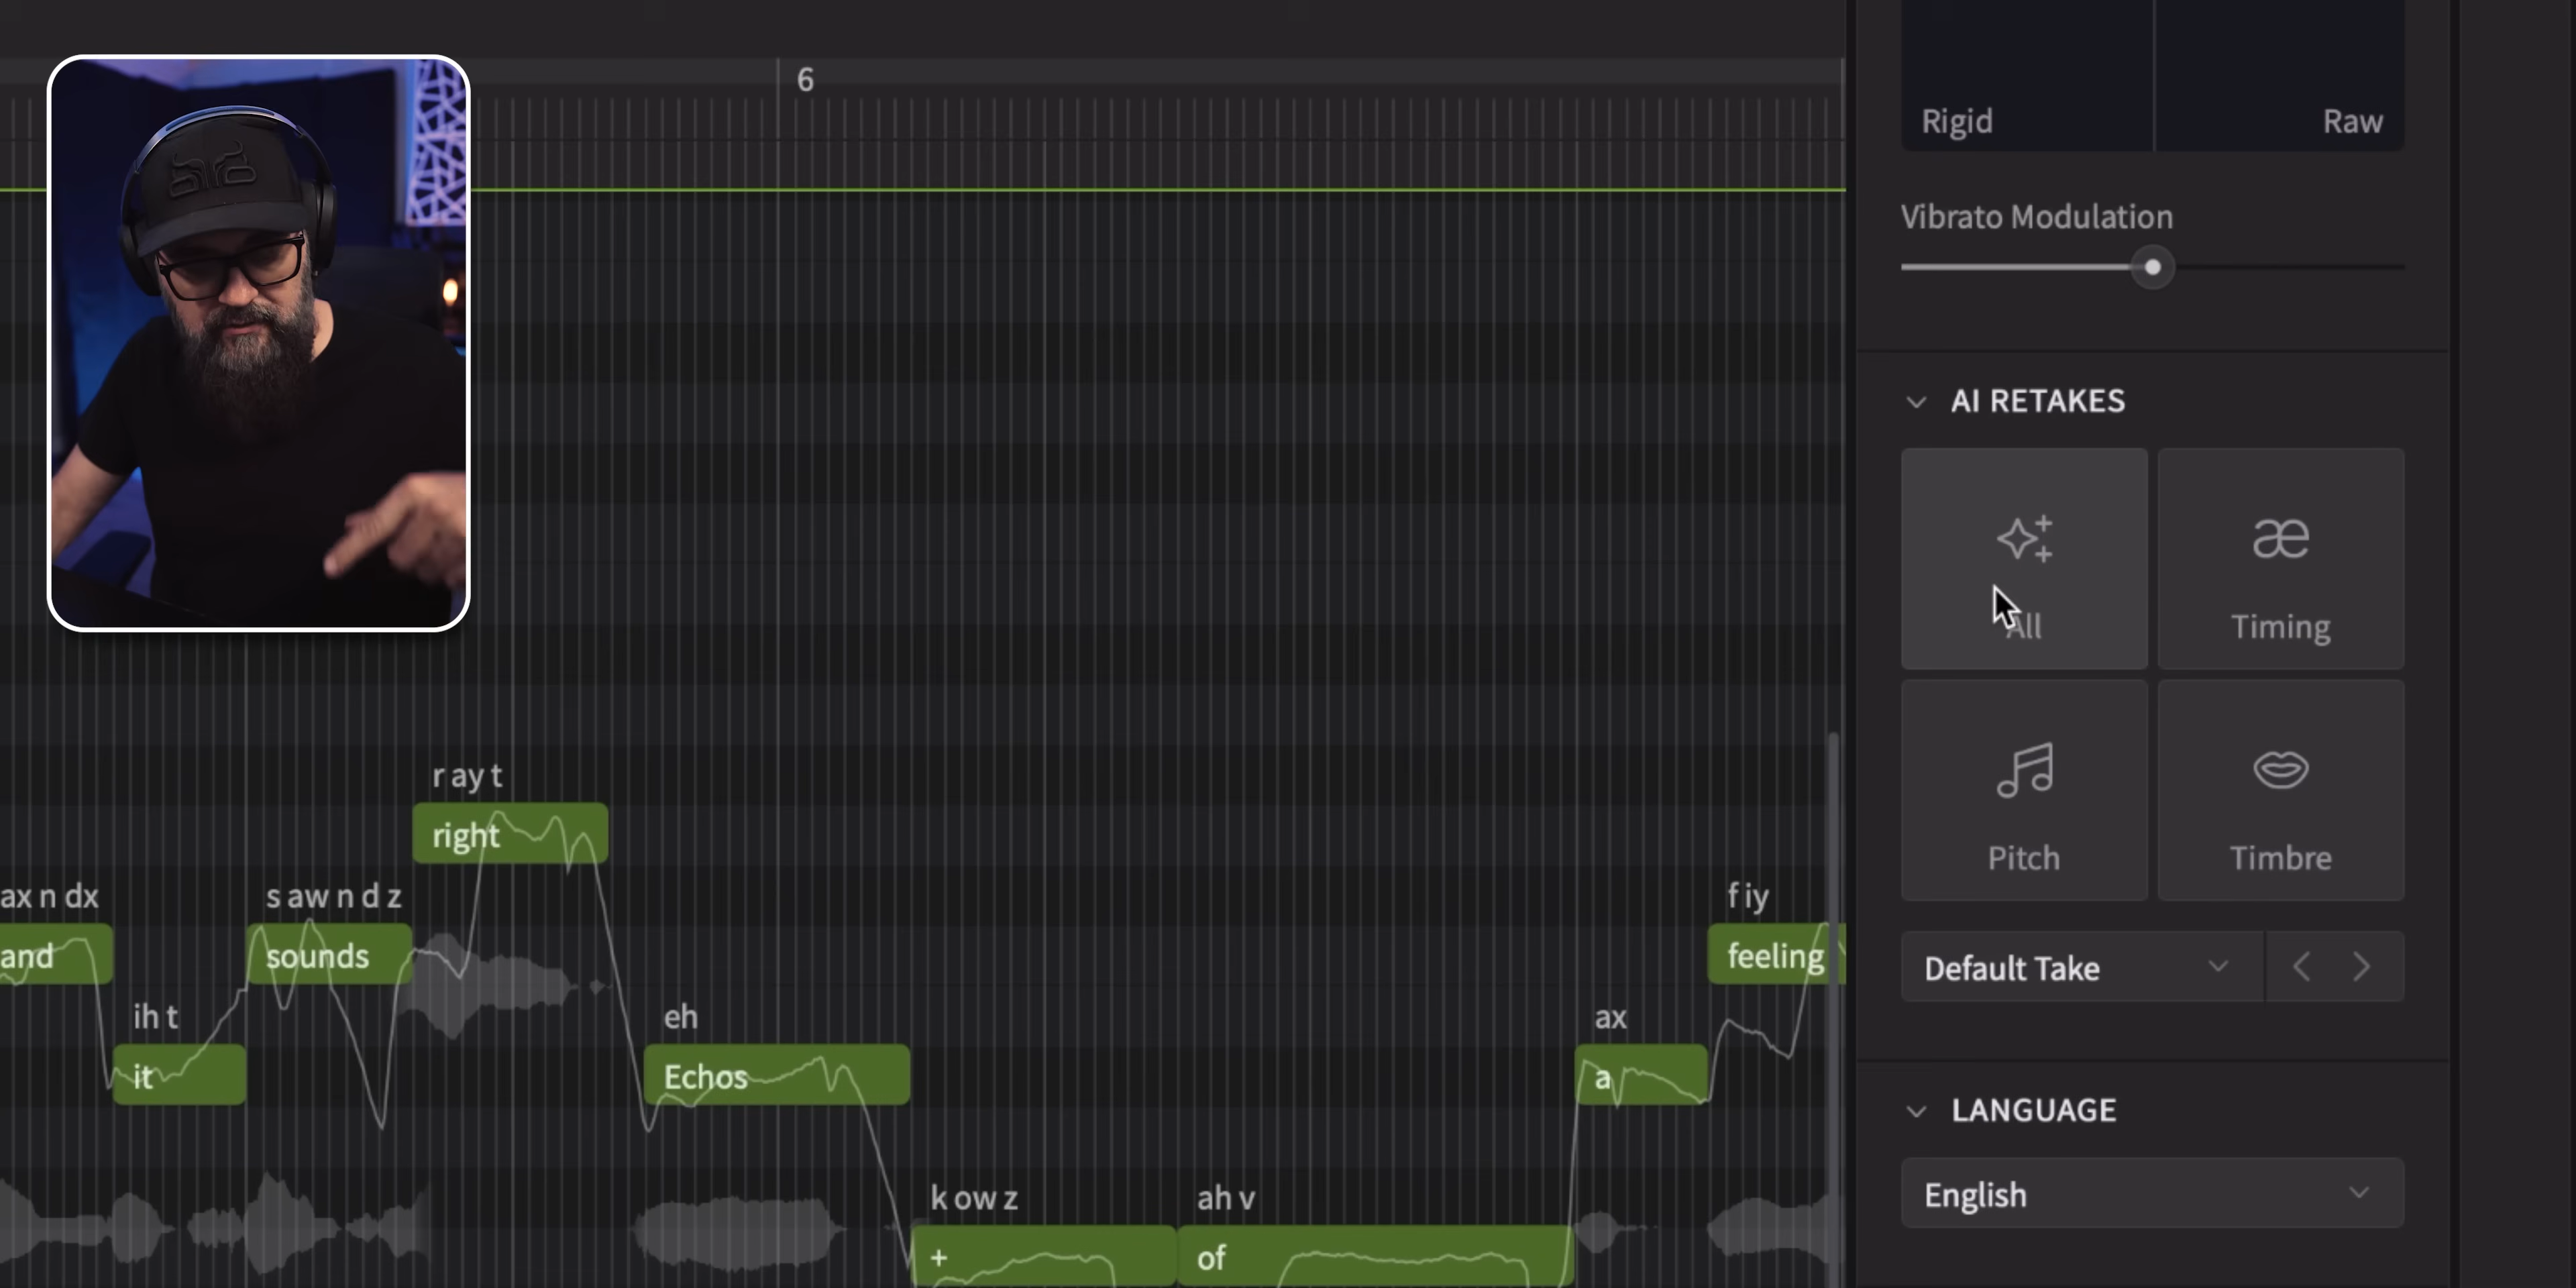 6
Rigid
Raw
Vibrato Modulation
AI RETAKES
All
æ
Timing
Pitch
Timbre
Default Take
LANGUAGE
English
r ay t
right
ax n dx
and
s aw n d z
sounds
f iy
feeling
ih t
it
eh
Echos
ax
a
k ow z
+
ah v
of